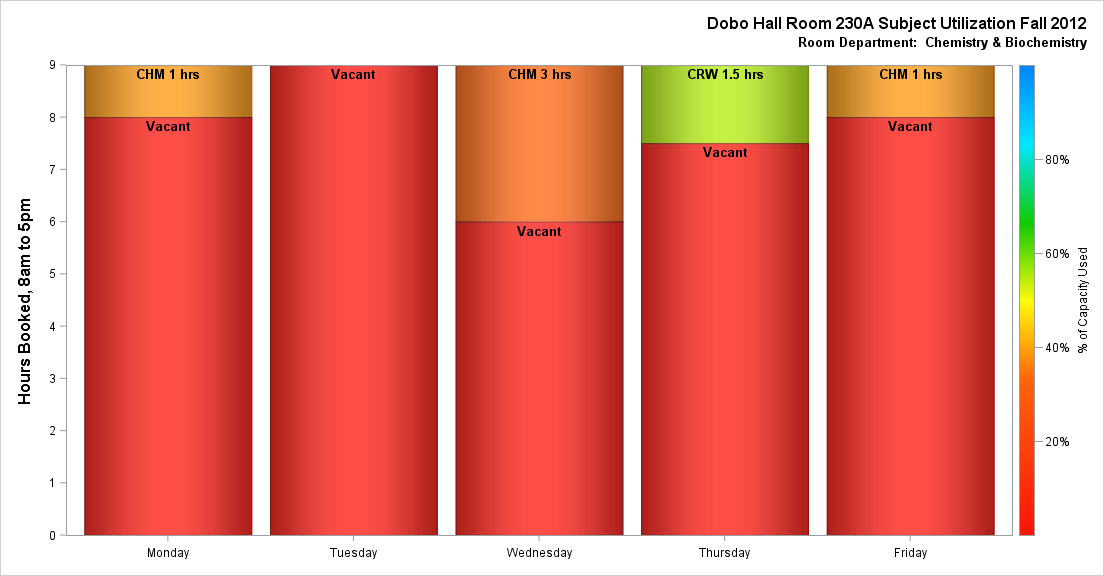 Dobo Hall Room 230A Subject Utilization Fall 2012
Room Department:  Chemistry & Biochemistry
Hours Booked, 8am to 5pm
9
8
7
6
5
4
3
2
1
0
CHM 1 hrs
Vacant
Vacant
CHM 3 hrs
Vacant
CRW 1.5 hrs
Vacant
CHM 1 hrs
Vacant
Monday
Tuesday
Wednesday
Thursday
Friday
80%
60%
40%
20%
% of Capacity Used